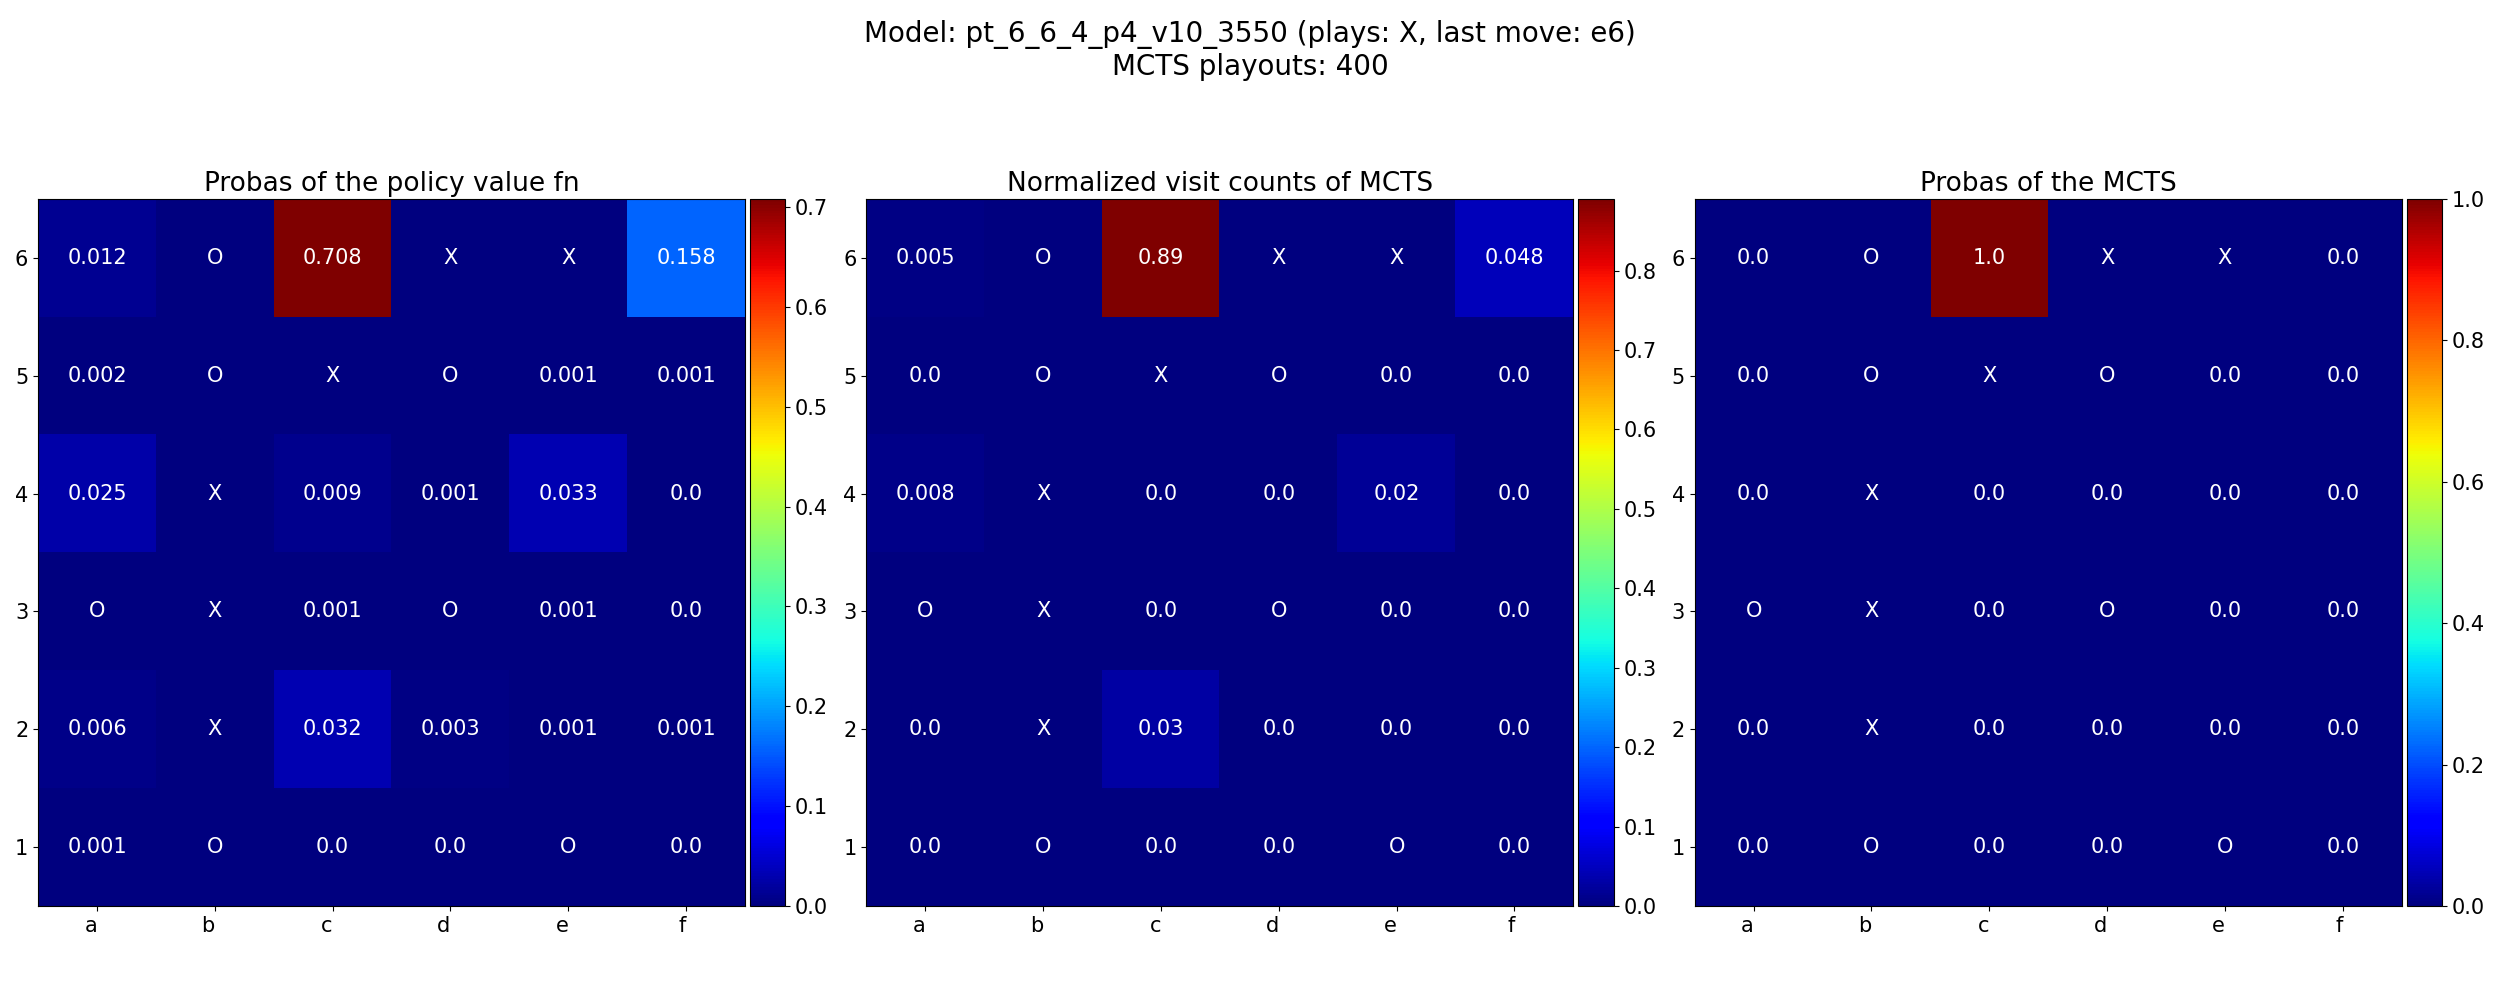 Model: pt_6_6_4_p4_v10_3550 (plays: X, last move: e6)
MCTS playouts: 400
Probas of the policy value fn
6 0.012 O 0.708 X X 0.158
5 0.002 O X O 0.001 0.001
4 0.025 X 0.009 0.001 0.033 0.0
3 O X 0.001 O 0.001 0.0
2 0.006 X 0.032 0.003 0.001 0.001
1 0.001 O 0.0 0.0 O 0.0
a b c d e f
0.7
0.6
0.5
0.4
0.3
0.2
0.1
0.0
Normalized visit counts of MCTS
6 0.005 O 0.89 X X 0.048
5 0.0 O X O 0.0 0.0
4 0.008 X 0.0 0.0 0.02 0.0
3 O X 0.0 O 0.0 0.0
2 0.0 X 0.03 0.0 0.0 0.0
1 0.0 O 0.0 0.0 O 0.0
a b c d e f
0.8
0.7
0.6
0.5
0.4
0.3
0.2
0.1
0.0
Probas of the MCTS
6 0.0 O 1.0 X X 0.0
5 0.0 O X O 0.0 0.0
4 0.0 X 0.0 0.0 0.0 0.0
3 O X 0.0 O 0.0 0.0
2 0.0 X 0.0 0.0 0.0 0.0
1 0.0 O 0.0 0.0 O 0.0
a b c d e f
1.0
0.8
0.6
0.4
0.2
0.0